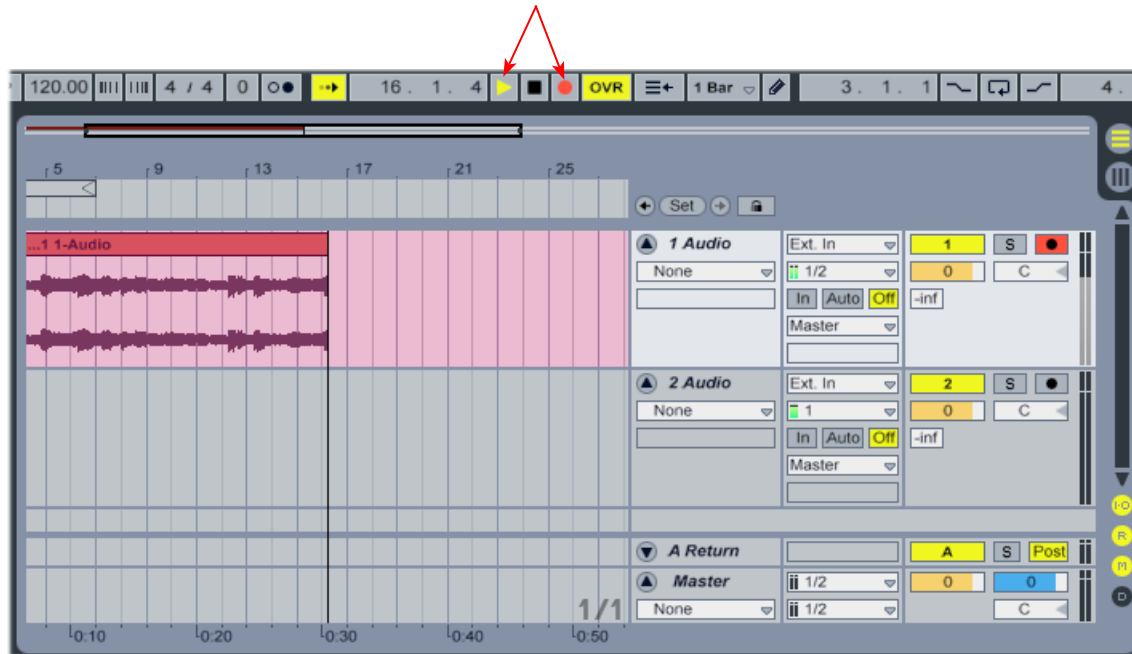 120.00 4 / 4 0 16. 1. 4 OVR 1 Bar 3. 1. 1 4.
5 9 13 17 21 25
Set
...1 1-Audio
1 Audio Ext. In 1 S
None 1/2 0 C
In Auto Off -inf
Master
2 Audio Ext. In 2 S
None 1 0 C
In Auto Off -inf
Master
I·O
R
A Return A S Post
M
Master 1/2 0 0
D
1/1 None 1/2 C
0:10 0:20 0:30 0:40 0:50